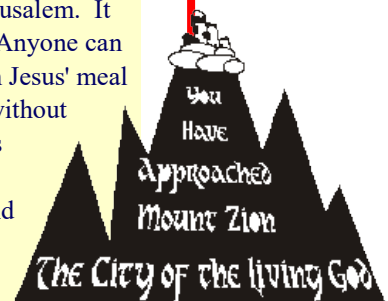 usalem. It
Anyone can
Jesus' meal
without
You
Have
Approached
Mount Zion
The City of the living God